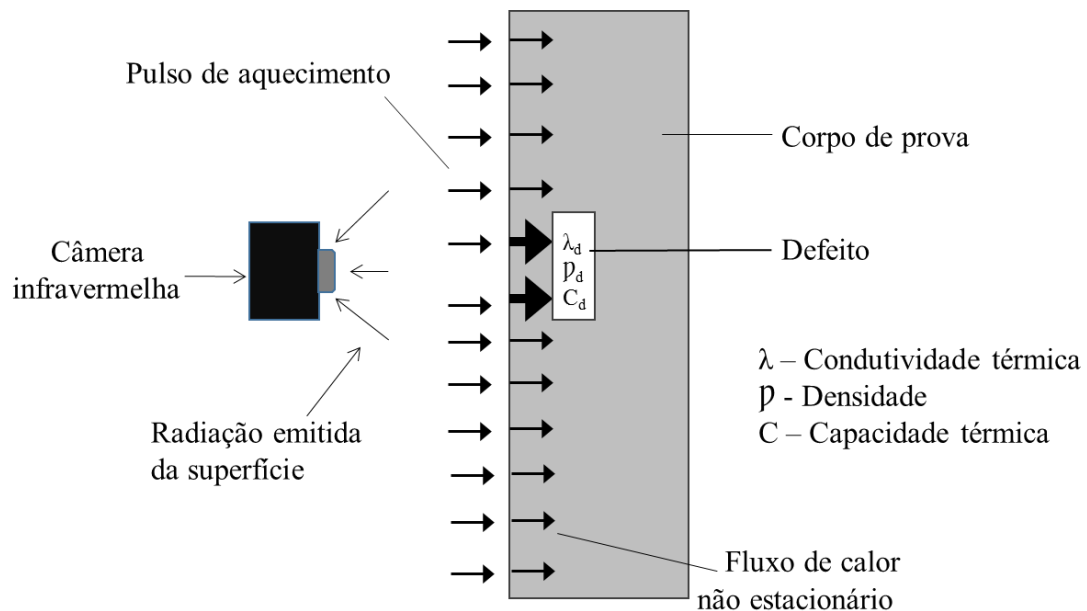 Pulso de aquecimento
Corpo de prova
Câmera
infravermelha
λd
pd
Cd
Defeito
λ – Condutividade térmica
p - Densidade
C – Capacidade térmica
Radiação emitida
da superfície
Fluxo de calor
não estacionário